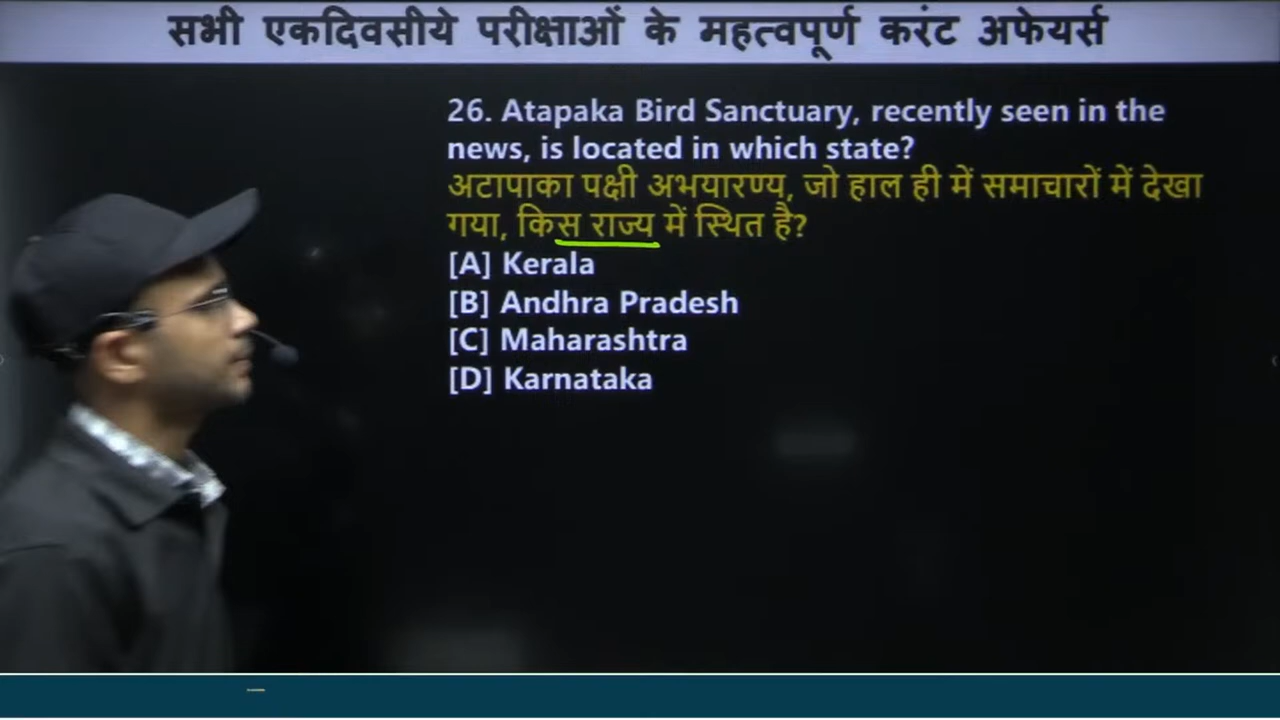 सभी एकदिवसीये परीक्षाओं के महत्वपूर्ण करंट अफेयर्स
26. Atapaka Bird Sanctuary, recently seen in the
news, is located in which state?
अटापाका पक्षी अभयारण्य, जो हाल ही में समाचारों में देखा
गया, किस राज्य में स्थित है?
[A] Kerala
[B] Andhra Pradesh
[C] Maharashtra
[D] Karnataka